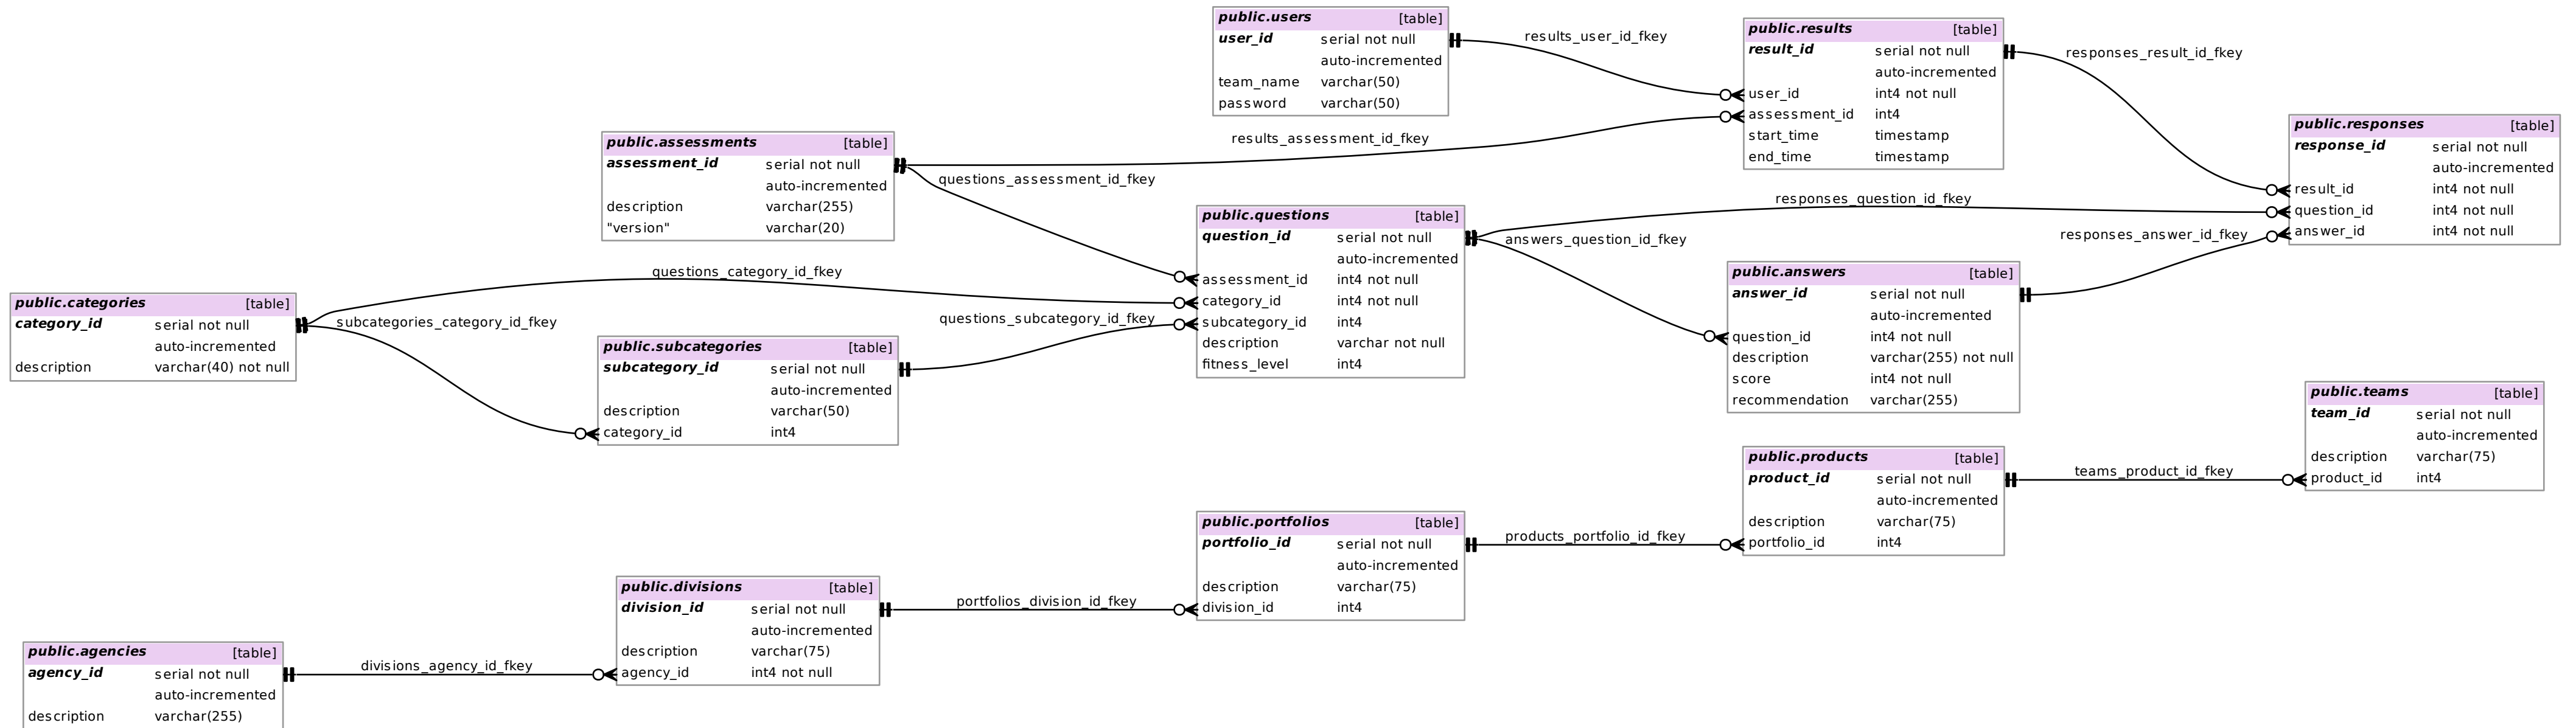 public.users [table]
user_id serial not null
auto-incremented
team_name varchar(50)
password varchar(50)
results_user_id_fkey
public.results [table]
result_id serial not null
auto-incremented
user_id int4 not null
assessment_id int4
start_time timestamp
end_time timestamp
responses_result_id_fkey
public.responses [table]
response_id serial not null
auto-incremented
result_id int4 not null
question_id int4 not null
answer_id int4 not null
public.assessments [table]
assessment_id serial not null
auto-incremented
description varchar(255)
"version" varchar(20)
results_assessment_id_fkey
questions_assessment_id_fkey
public.questions [table]
question_id serial not null
auto-incremented
assessment_id int4 not null
category_id int4 not null
subcategory_id int4
description varchar not null
fitness_level int4
responses_question_id_fkey
answers_question_id_fkey
responses_answer_id_fkey
public.answers [table]
answer_id serial not null
auto-incremented
question_id int4 not null
description varchar(255) not null
score int4 not null
recommendation varchar(255)
questions_category_id_fkey
public.categories [table]
category_id serial not null
auto-incremented
description varchar(40) not null
subcategories_category_id_fkey
questions_subcategory_id_fkey
public.subcategories [table]
subcategory_id serial not null
auto-incremented
description varchar(50)
category_id int4
public.teams [table]
team_id serial not null
auto-incremented
description varchar(75)
product_id int4
public.products [table]
product_id serial not null
auto-incremented
description varchar(75)
portfolio_id int4
teams_product_id_fkey
public.portfolios [table]
portfolio_id serial not null
auto-incremented
description varchar(75)
division_id int4
products_portfolio_id_fkey
public.divisions [table]
division_id serial not null
auto-incremented
description varchar(75)
agency_id int4 not null
portfolios_division_id_fkey
public.agencies [table]
agency_id serial not null
auto-incremented
description varchar(255)
divisions_agency_id_fkey